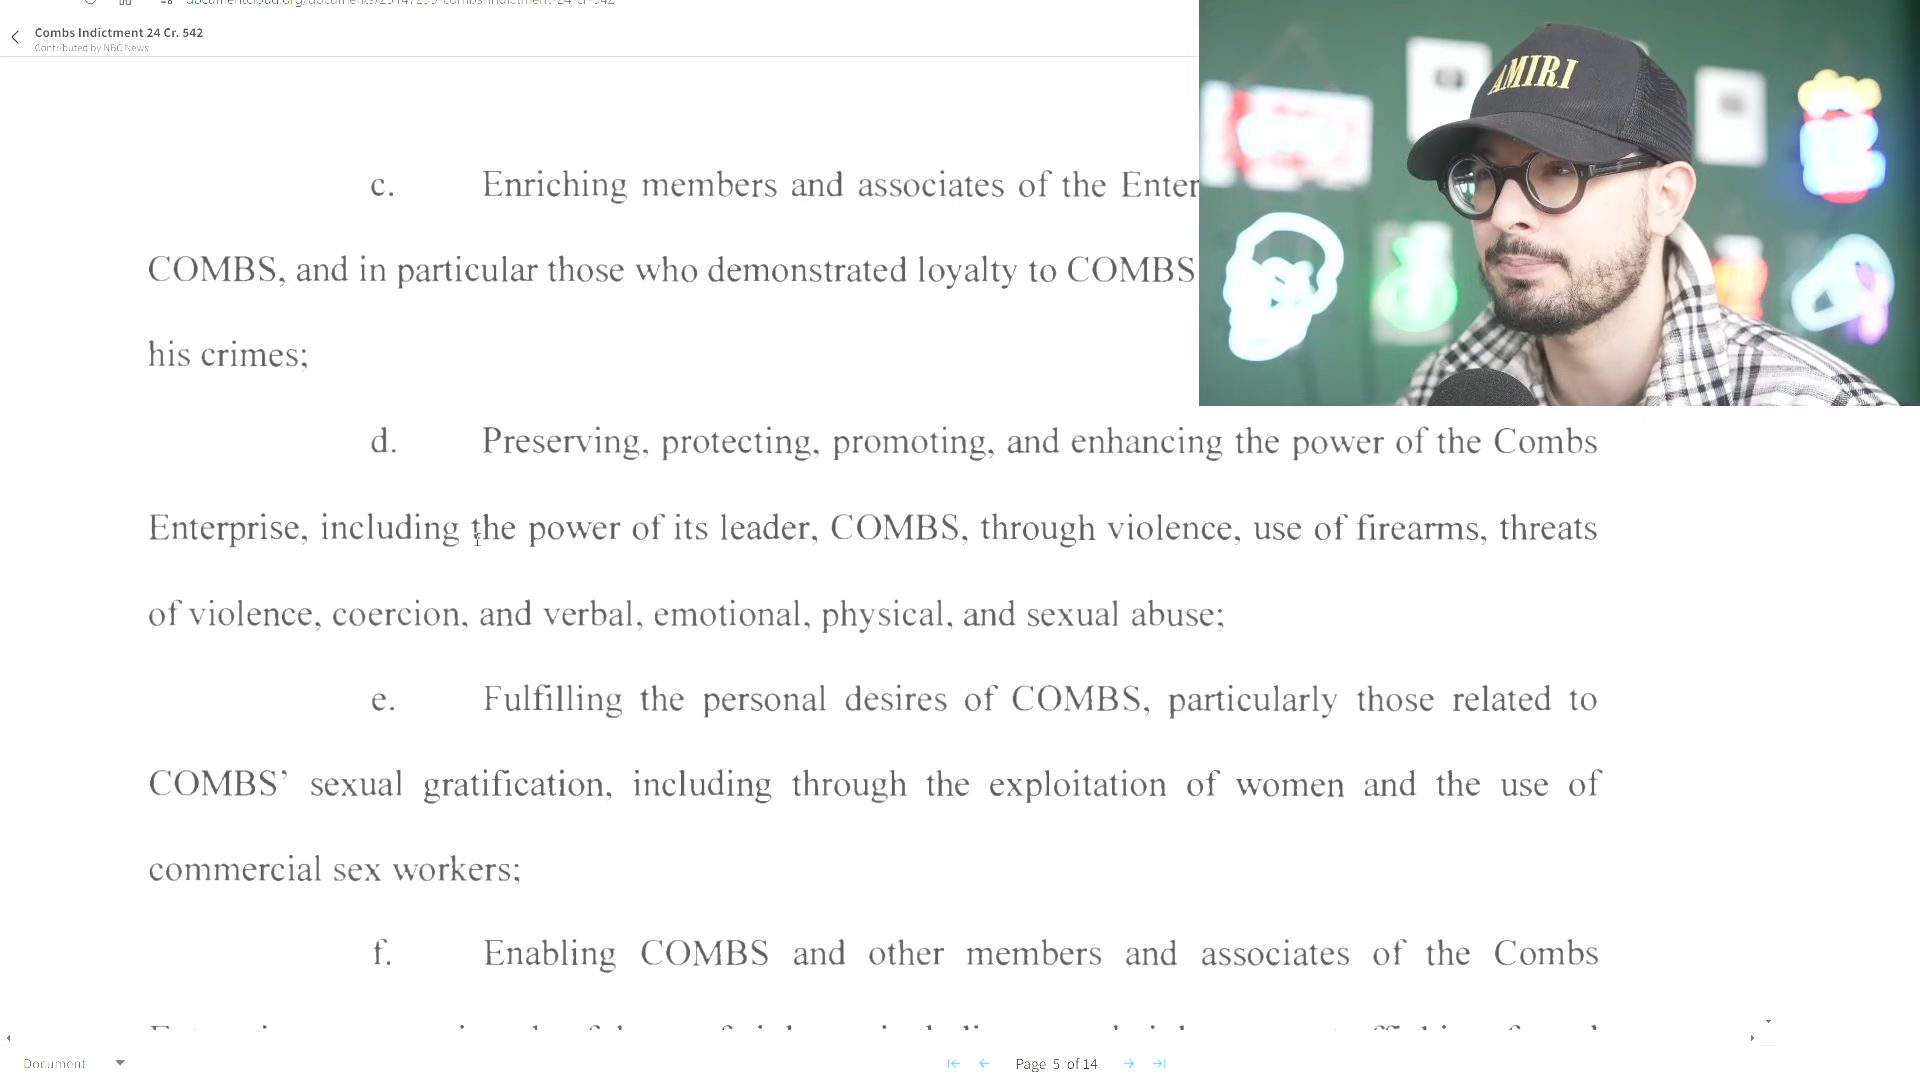 Combs Indictment 24 Cr. 542
Contributed by NBC News
AMIRI
c. Enriching members and associates of the
COMBS, and in particular those who demonstrated loyalty to COMBS
his crimes;
d. Preserving, protecting, promoting, and enhancing the power of the Combs
Enterprise, including the power of its leader, COMBS, through violence, use of firearms, threats
of violence, coercion, and verbal, emotional, physical, and sexual abuse;
e. Fulfilling the personal desires of COMBS, particularly those related to
COMBS’ sexual gratification, including through the exploitation of women and the use of
commercial sex workers;
f. Enabling COMBS and other members and associates of the Combs
Document
Page 5 of 14